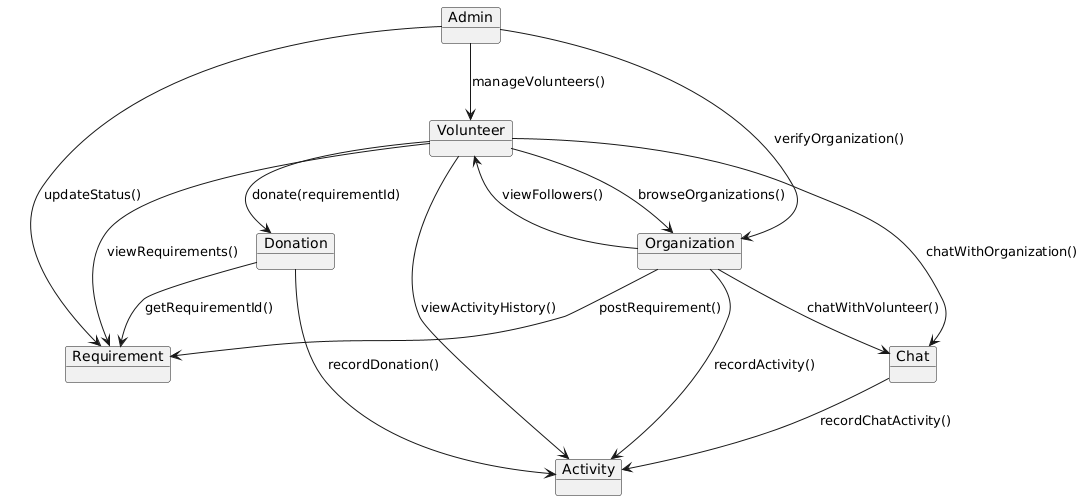 Admin
manageVolunteers()
Volunteer
verifyOrganization()
updateStatus()
donate(requirementId)
viewFollowers()
browseOrganizations()
Donation
Organization
viewRequirements()
chatWithOrganization()
getRequirementId()
viewActivityHistory()
postRequirement()
chatWithVolunteer()
Requirement
Chat
recordDonation()
recordActivity()
recordChatActivity()
Activity